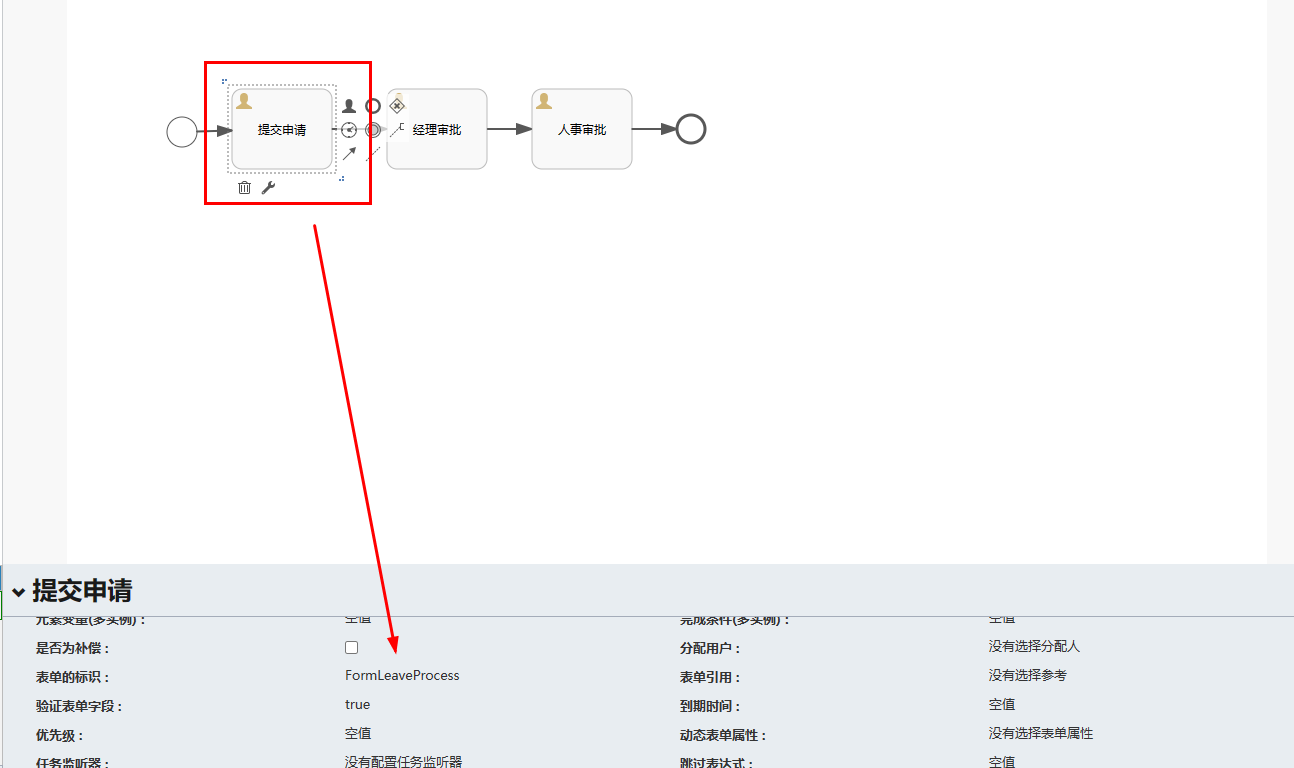 提交申请
经理审批
人事审批
提交申请
元素变量(多实例)： 空值 完成条件(多实例)： 空值
是否为补偿： 分配用户： 没有选择分配人
表单的标识： FormLeaveProcess 表单引用： 没有选择参考
验证表单字段： true 到期时间： 空值
优先级： 空值 动态表单属性： 没有选择表单属性
任务监听器： 没有配置任务监听器 跳过表达式： 空值